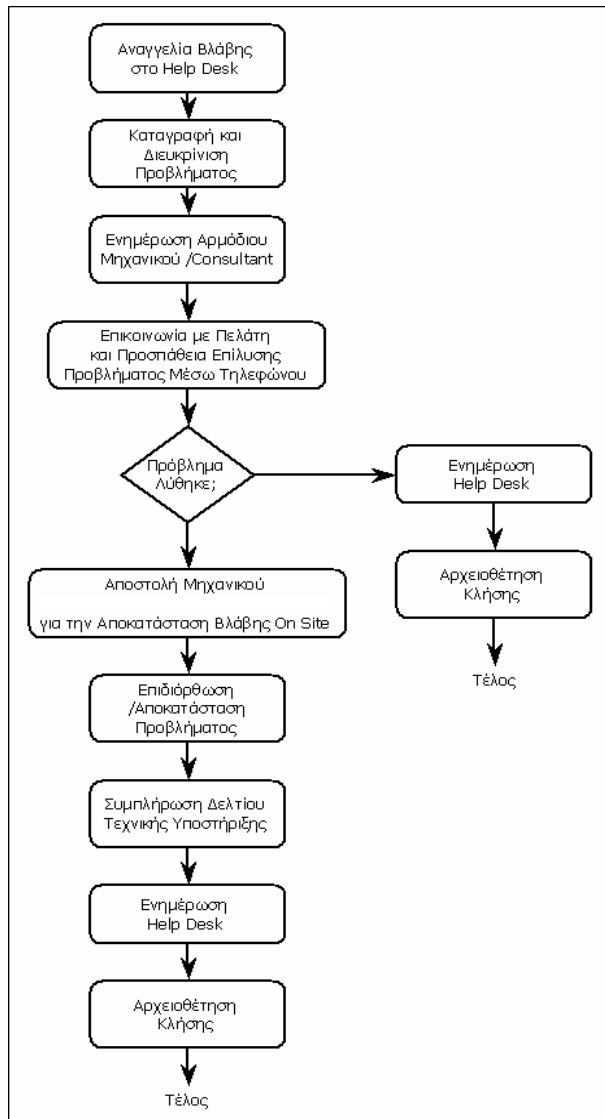 Αναγγελία Βλάβης
στο Help Desk
Καταγραφή και
Διευκρίνιση
Προβλήματος
Ενημέρωση Αρμόδιου
Μηχανικού /Consultant
Επικοινωνία με Πελάτη
και Προσπάθεια Επίλυσης
Προβλήματος Μέσω Τηλεφώνου
Πρόβλημα
Λύθηκε;
Ενημέρωση
Help Desk
Αρχειοθέτηση
Κλήσης
Τέλος
Αποστολή Μηχανικού
για την Αποκατάσταση Βλάβης On Site
Επιδιόρθωση
/Αποκατάσταση
Προβλήματος
Συμπλήρωση Δελτίου
Τεχνικής Υποστήριξης
Ενημέρωση
Help Desk
Αρχειοθέτηση
Κλήσης
Τέλος